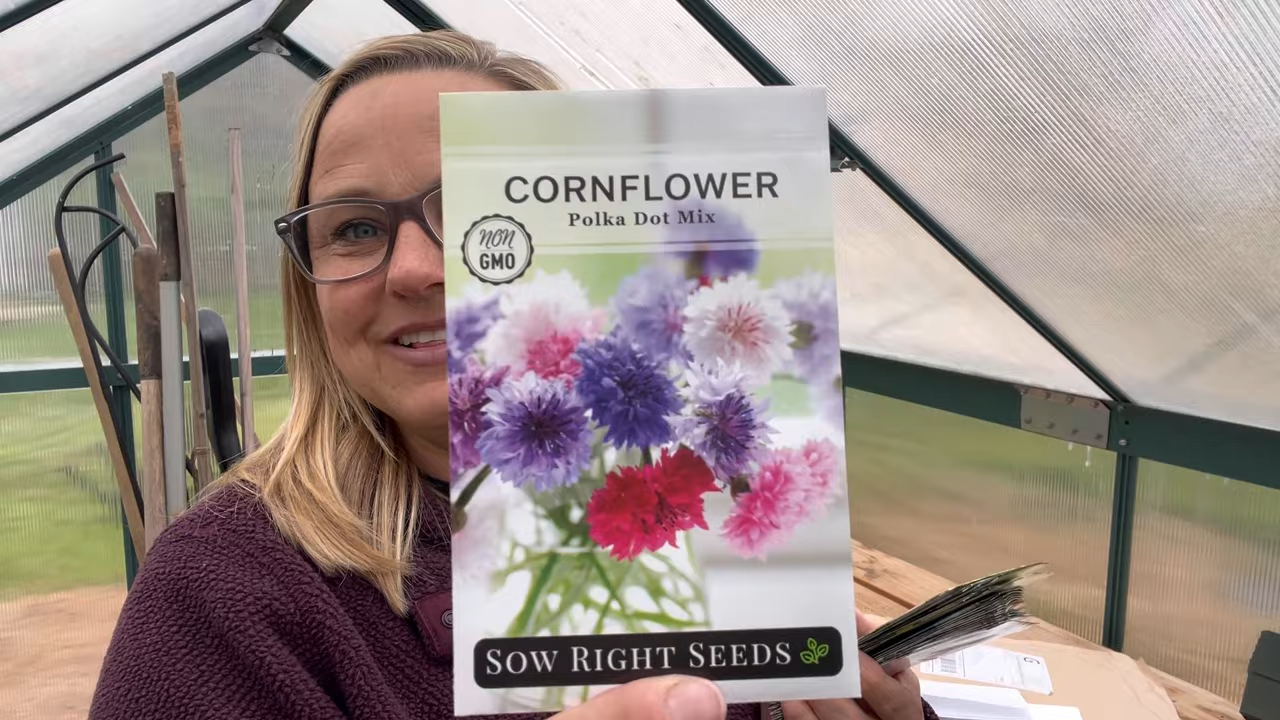 CORNFLOWER
Polka Dot Mix
non
GMO
SOW RIGHT SEEDS